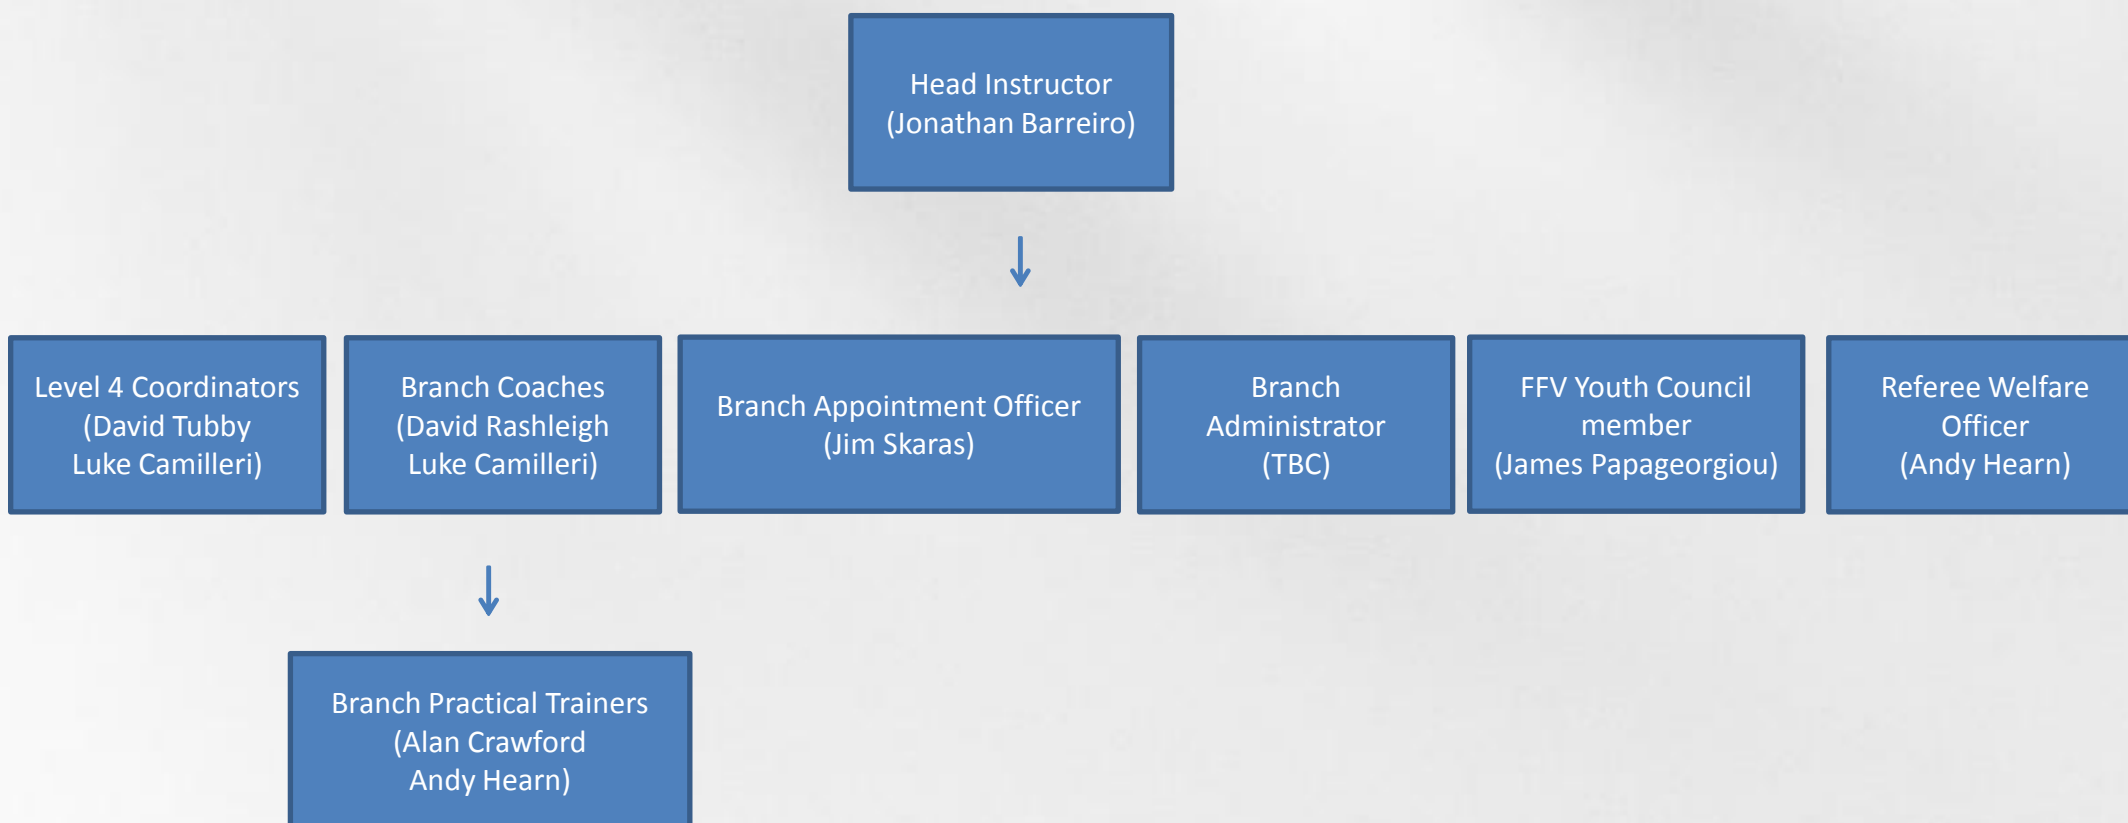 Head Instructor
(Jonathan Barreiro)
Level 4 Coordinators
(David Tubby
Luke Camilleri)
Branch Coaches
(David Rashleigh
Luke Camilleri)
Branch Appointment Officer
(Jim Skaras)
Branch
Administrator
(TBC)
FFV Youth Council
member
(James Papageorgiou)
Referee Welfare
Officer
(Andy Hearn)
Branch Practical Trainers
(Alan Crawford
Andy Hearn)